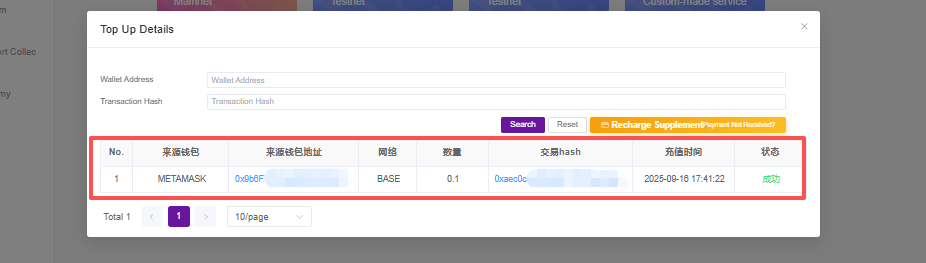 Mainnet Testnet Testnet Custom-made service
Top Up Details ×
ort Collec
my
Wallet Address Wallet Address
Transaction Hash Transaction Hash
Search Reset Recharge Supplement Payment Not Received?
No. 来源钱包 来源钱包地址 网络 数量 交易hash 充值时间 状态
1 METAMASK 0x9b6F BASE 0.1 0xaec0c 2025-09-16 17:41:22 成功
Total 1 < 1 > 10/page